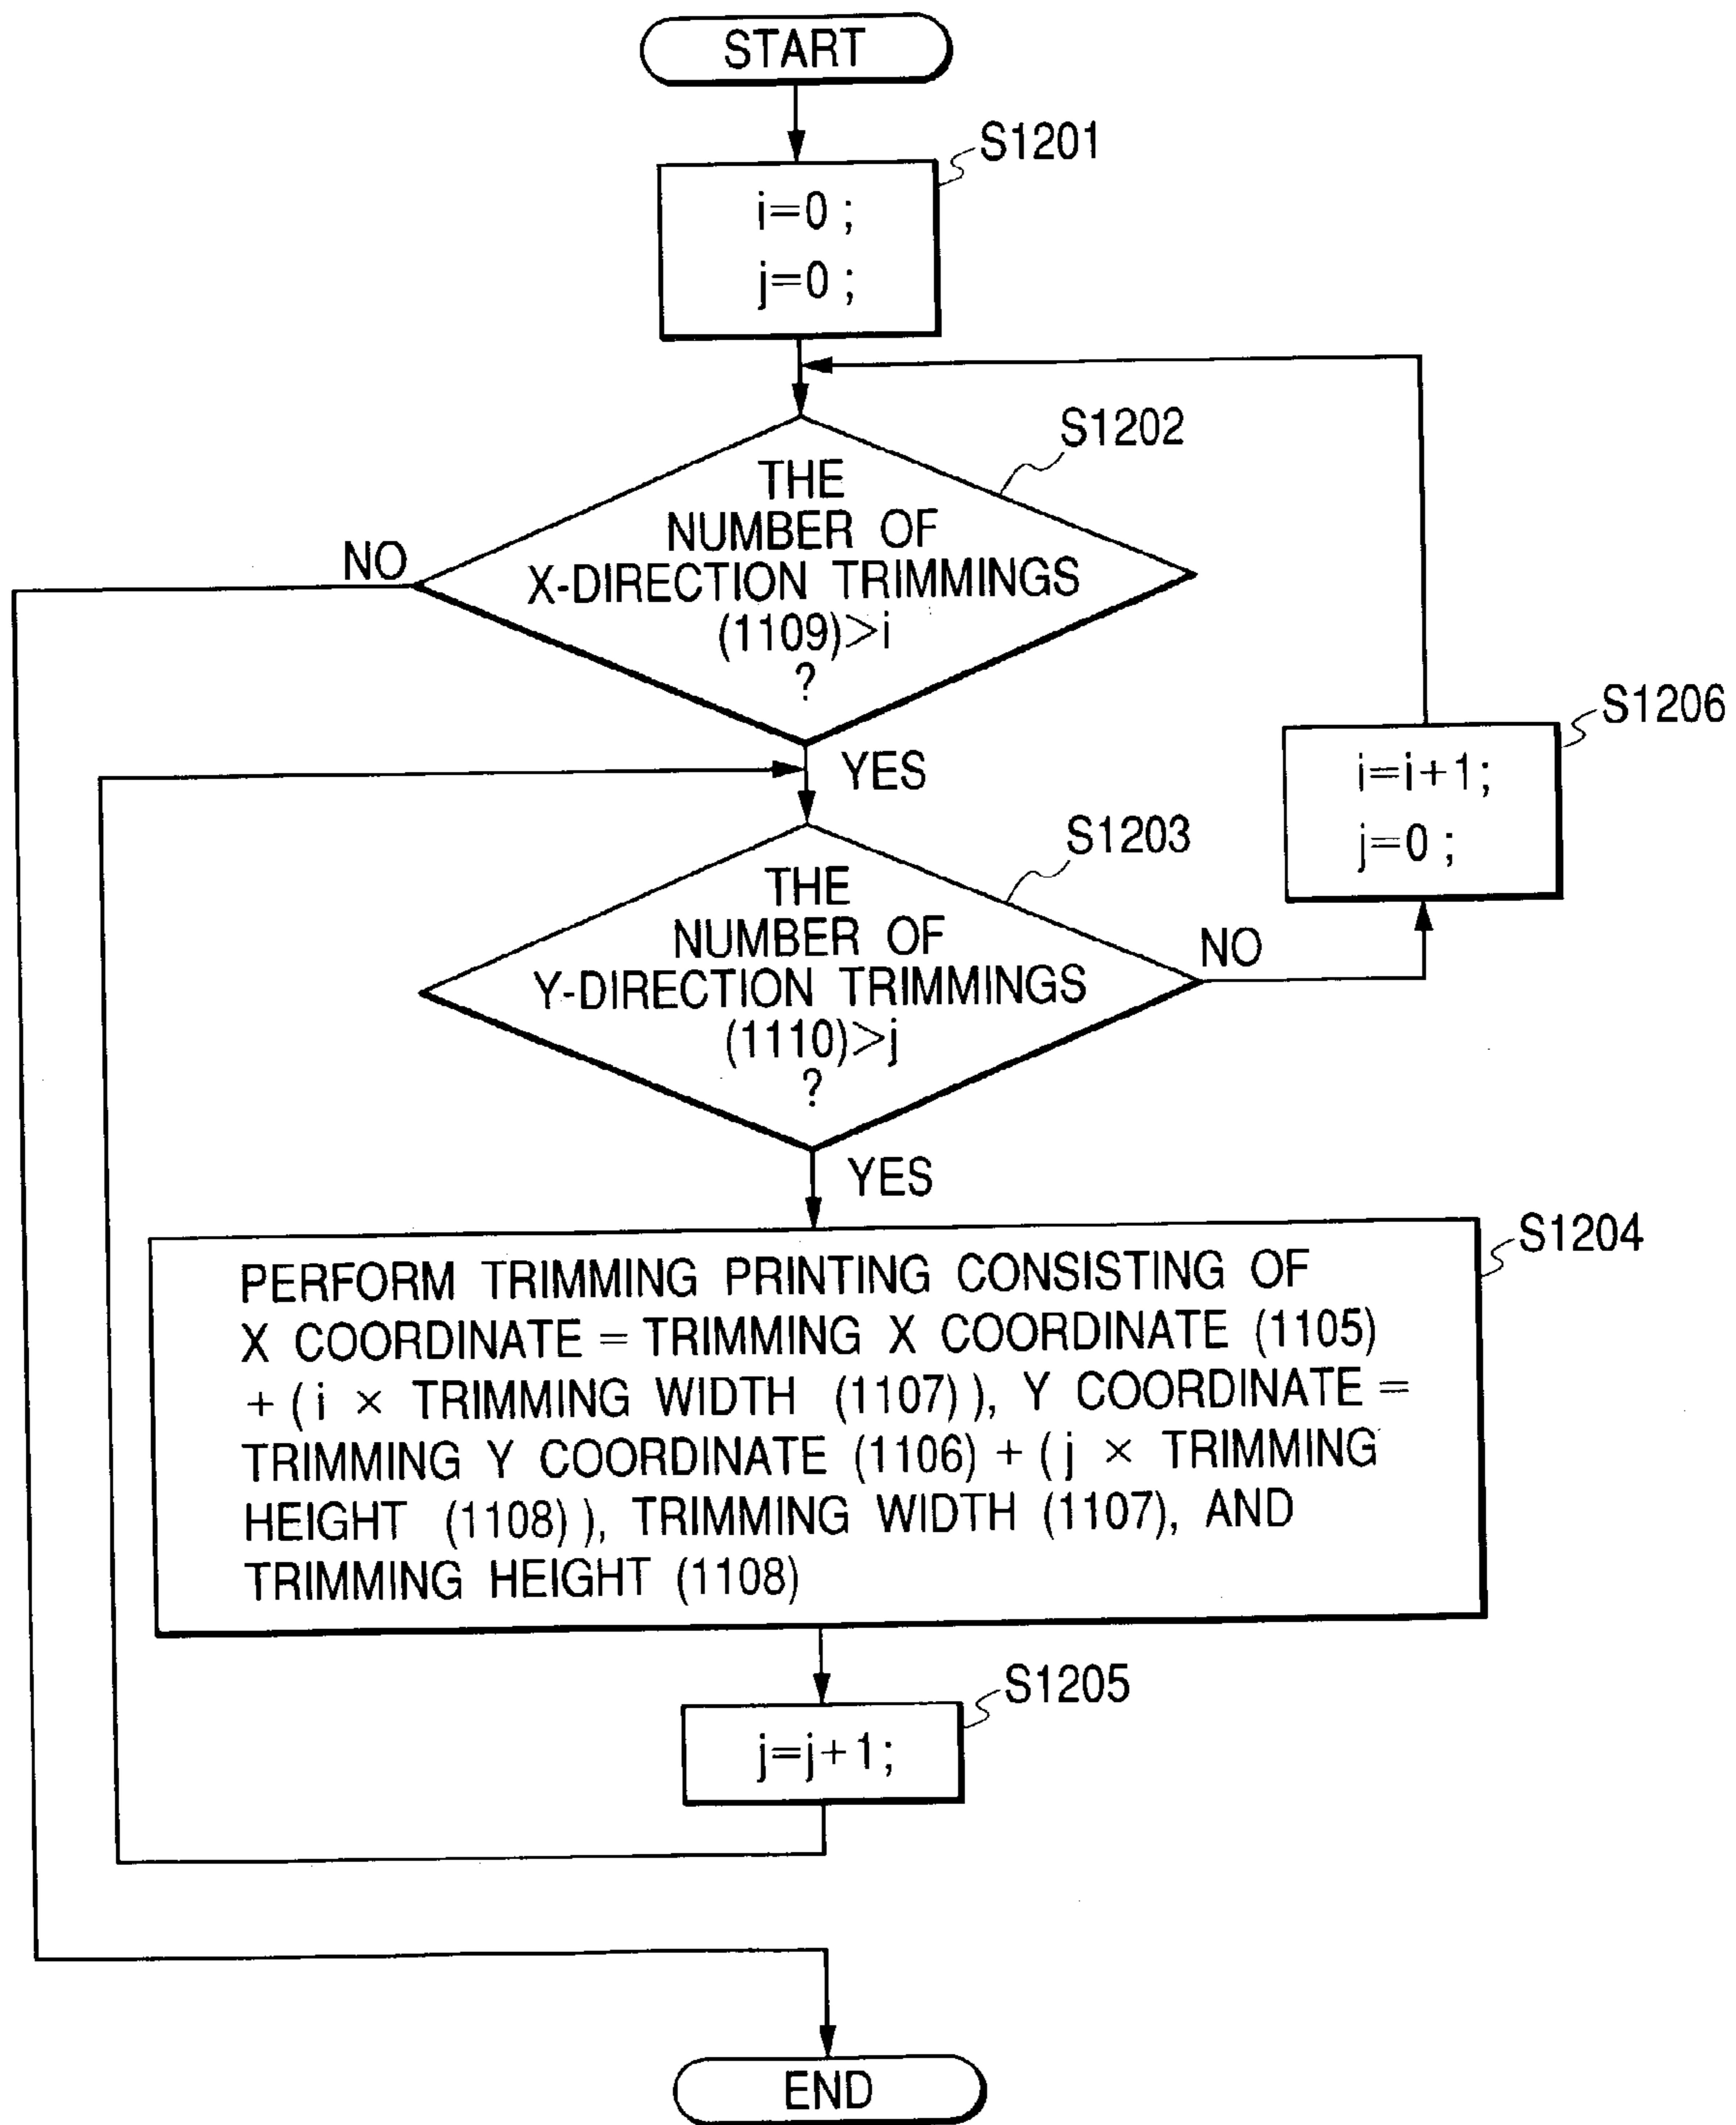 START
S1201
i=0 ;
j=0 ;
S1202
THE
NUMBER OF
X-DIRECTION TRIMMINGS
(1109)>i
?
NO
YES
S1206
i=i+1;
j=0 ;
S1203
THE
NUMBER OF
Y-DIRECTION TRIMMINGS
(1110)>j
?
NO
YES
S1204
PERFORM TRIMMING PRINTING CONSISTING OF
X COORDINATE = TRIMMING X COORDINATE (1105)
+ (i × TRIMMING WIDTH (1107)), Y COORDINATE =
TRIMMING Y COORDINATE (1106) + (j × TRIMMING
HEIGHT (1108)), TRIMMING WIDTH (1107), AND
TRIMMING HEIGHT (1108)
S1205
j=j+1;
END